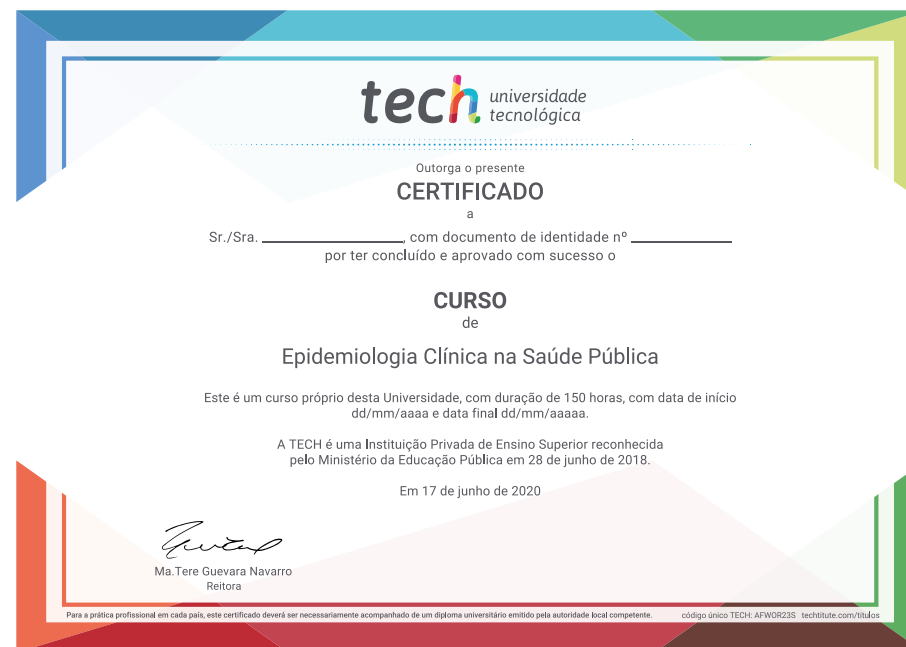 tech universidade
tecnológica
Outorga o presente
CERTIFICADO
a
Sr./Sra. ____________________, com documento de identidade nº ______________
por ter concluído e aprovado com sucesso o
CURSO
de
Epidemiologia Clínica na Saúde Pública
Este é um curso próprio desta Universidade, com duração de 150 horas, com data de início
dd/mm/aaaa e data final dd/mm/aaaaa.
A TECH é uma Instituição Privada de Ensino Superior reconhecida
pelo Ministério da Educação Pública em 28 de junho de 2018.
Em 17 de junho de 2020
Ma.Tere Guevara Navarro
Reitora
Para a prática profissional em cada país, este certificado deverá ser necessariamente acompanhado de um diploma universitário emitido pela autoridade local competente. código único TECH: AFWOR23S techtitute.com/titulos